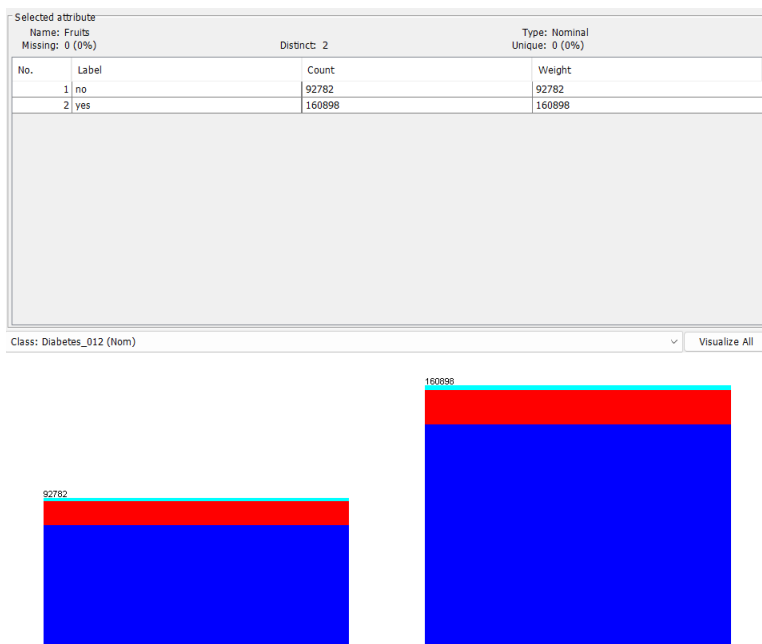 Selected attribute
Name: Fruits Type: Nominal
Missing: 0 (0%) Distinct: 2 Unique: 0 (0%)
No. Label Count Weight
1 no 92782 92782
2 yes 160898 160898
Class: Diabetes_012 (Nom) Visualize All
160898
92782